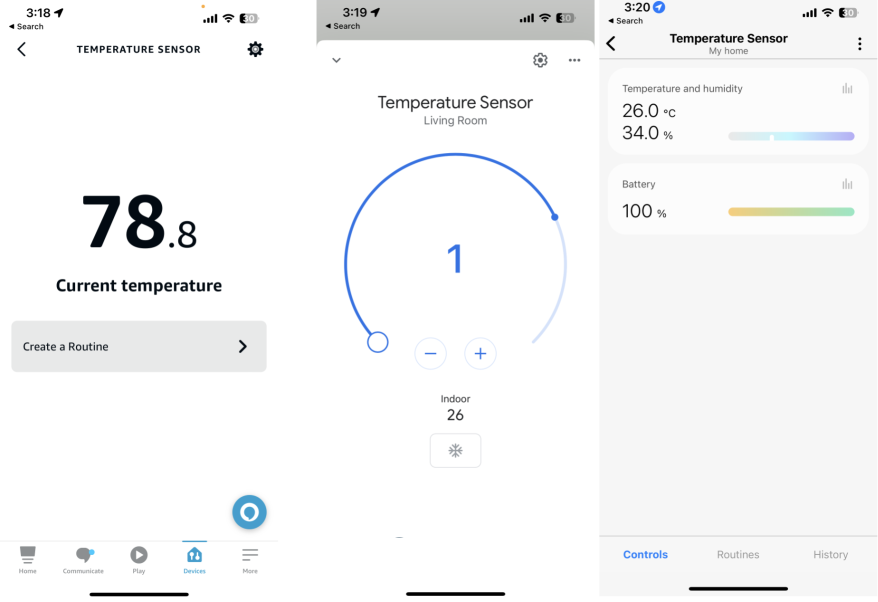 3:18
30
◄ Search
TEMPERATURE SENSOR
78.8
Current temperature
Create a Routine
Home
Communicate
Play
Devices
More
3:19
30
◄ Search
Temperature Sensor
Living Room
1
Indoor
26
3:20
30
◄ Search
Temperature Sensor
My home
Temperature and humidity
26.0 °C
34.0 %
Battery
100 %
Controls
Routines
History